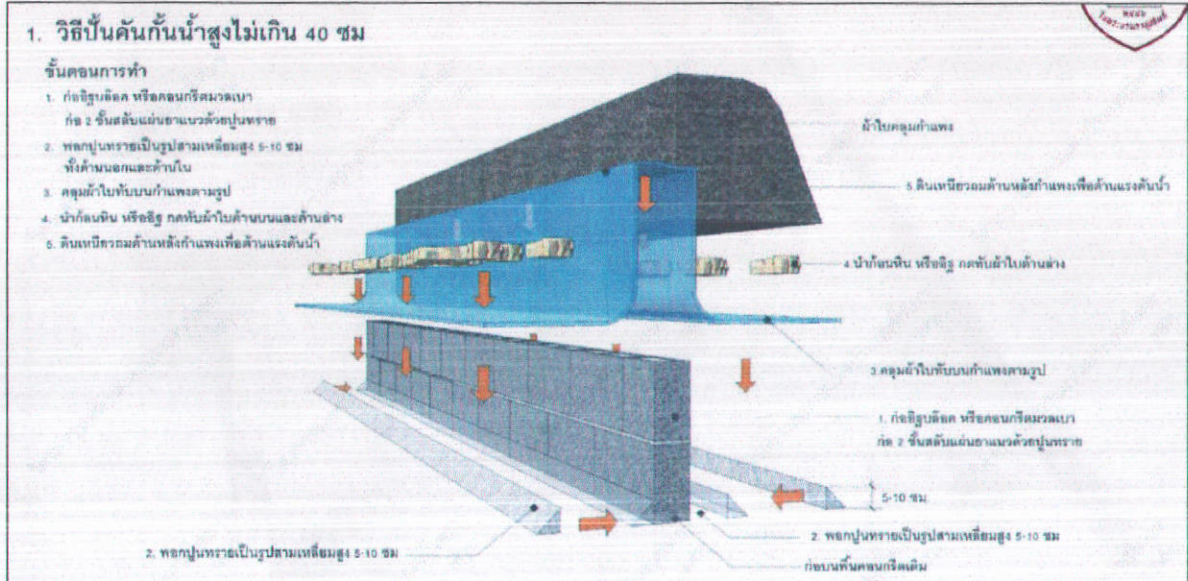 ๒๔๕๖
ในพระบรมราชูปถัมภ์
1. วิธีปั้นคันกั้นน้ำสูงไม่เกิน 40 ซม
ขั้นตอนการทำ
1. ก่ออิฐบล๊อค หรือคอนกรีตมวลเบา
ก่อ 2 ชั้นสลับแผ่นยาแนวด้วยปูนทราย
2. พอกปูนทรายเป็นรูปสามเหลี่ยมสูง 5-10 ซม
ทั้งด้านนอกและด้านใน
3. คลุมผ้าใบทับบนกำแพงตามรูป
4. นำก้อนหิน หรืออิฐ กดทับผ้าใบด้านบนและด้านล่าง
5. ดินเหนียวถมด้านหลังกำแพงเพื่อต้านแรงดันน้ำ
ผ้าใบคลุมกำแพง
5.ดินเหนียวถมด้านหลังกำแพงเพื่อต้านแรงดันน้ำ
4.นำก้อนหิน หรืออิฐ กดทับผ้าใบด้านล่าง
3.คลุมผ้าใบทับบนกำแพงตามรูป
1. ก่ออิฐบล๊อค หรือคอนกรีตมวลเบา
ก่อ 2 ชั้นสลับแผ่นยาแนวด้วยปูนทราย
5-10 ซม
2. พอกปูนทรายเป็นรูปสามเหลี่ยมสูง 5-10 ซม
2. พอกปูนทรายเป็นรูปสามเหลี่ยมสูง 5-10 ซม
ก่อบนพื้นคอนกรีตเดิม